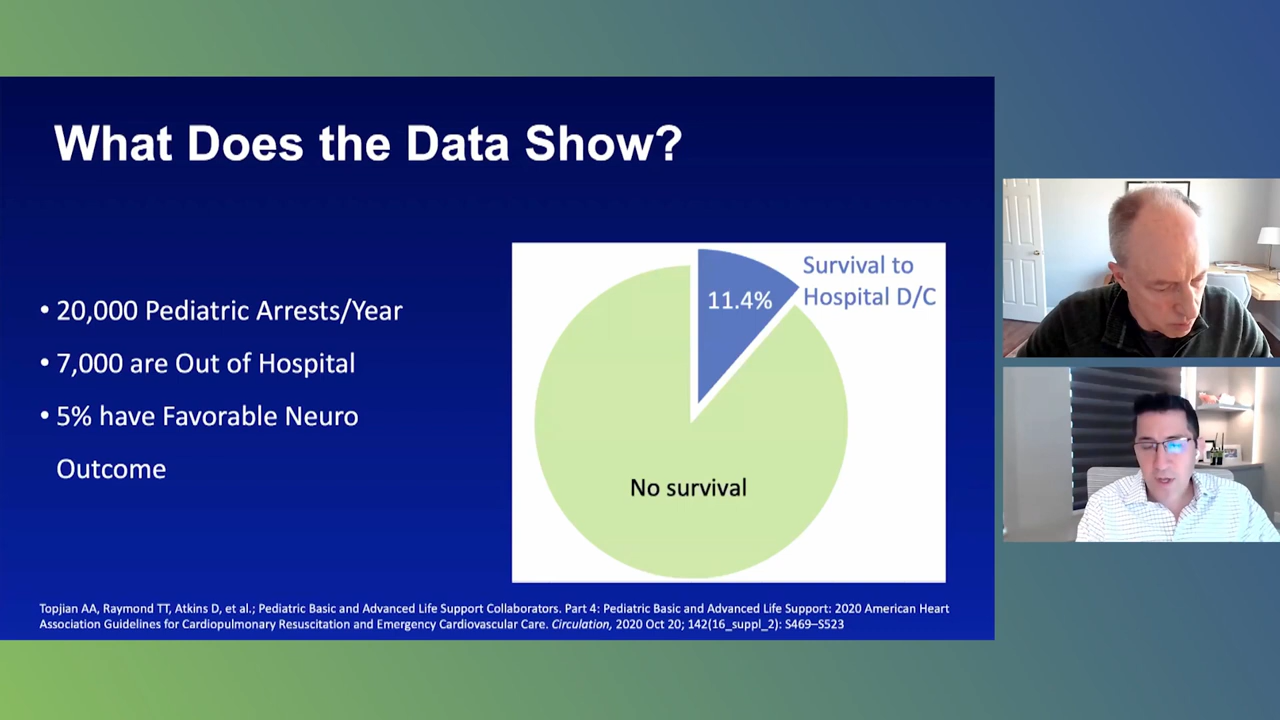 What Does the Data Show?
• 20,000 Pediatric Arrests/Year
• 7,000 are Out of Hospital
• 5% have Favorable Neuro
Outcome
Survival to
Hospital D/C
11.4%
No survival
Topjian AA, Raymond TT, Atkins D, et al.; Pediatric Basic and Advanced Life Support Collaborators. Part 4: Pediatric Basic and Advanced Life Support: 2020 American Heart
Association Guidelines for Cardiopulmonary Resuscitation and Emergency Cardiovascular Care. Circulation, 2020 Oct 20; 142(16_suppl_2): S469–S523